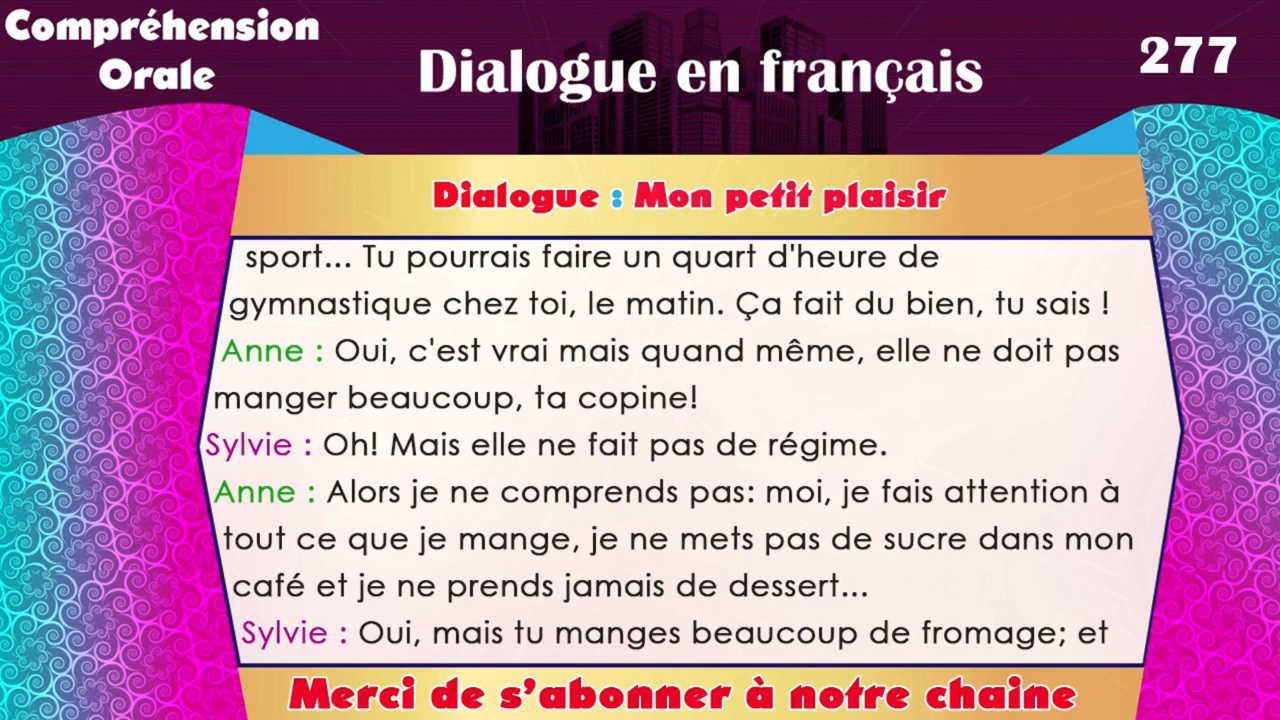 Compréhension
Orale
Dialogue en français
277
Dialogue : Mon petit plaisir
sport... Tu pourrais faire un quart d'heure de
gymnastique chez toi, le matin. Ça fait du bien, tu sais !
Anne : Oui, c'est vrai mais quand même, elle ne doit pas
manger beaucoup, ta copine!
Sylvie : Oh! Mais elle ne fait pas de régime.
Anne : Alors je ne comprends pas: moi, je fais attention à
tout ce que je mange, je ne mets pas de sucre dans mon
café et je ne prends jamais de dessert...
Sylvie : Oui, mais tu manges beaucoup de fromage; et
Merci de s’abonner à notre chaine